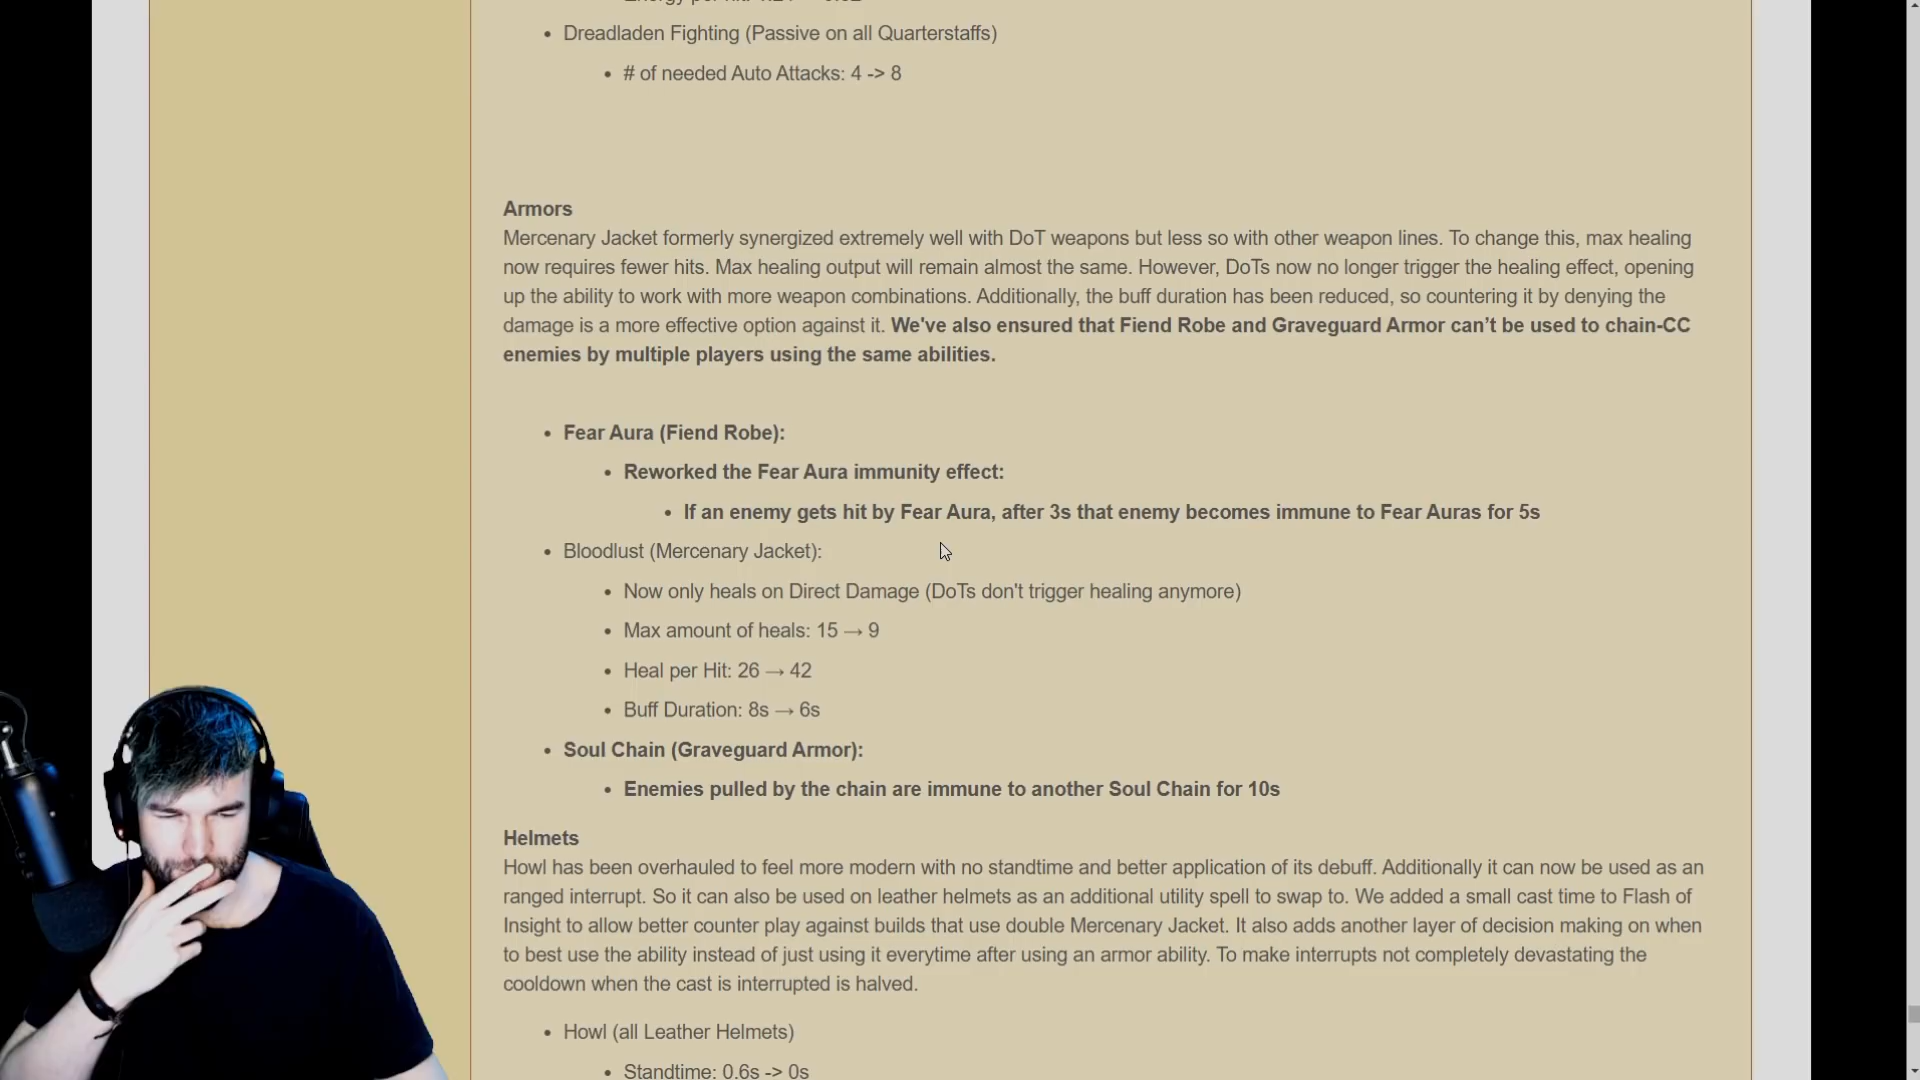 Dreadladen Fighting (Passive on all Quarterstaffs)
# of needed Auto Attacks: 4 -> 8
Armors
Mercenary Jacket formerly synergized extremely well with DoT weapons but less so with other weapon lines. To change this, max healing
now requires fewer hits. Max healing output will remain almost the same. However, DoTs now no longer trigger the healing effect, opening
up the ability to work with more weapon combinations. Additionally, the buff duration has been reduced, so countering it by denying the
damage is a more effective option against it. We've also ensured that Fiend Robe and Graveguard Armor can’t be used to chain-CC
enemies by multiple players using the same abilities.
Fear Aura (Fiend Robe):
Reworked the Fear Aura immunity effect:
If an enemy gets hit by Fear Aura, after 3s that enemy becomes immune to Fear Auras for 5s
Bloodlust (Mercenary Jacket):
Now only heals on Direct Damage (DoTs don't trigger healing anymore)
Max amount of heals: 15 → 9
Heal per Hit: 26 → 42
Buff Duration: 8s → 6s
Soul Chain (Graveguard Armor):
Enemies pulled by the chain are immune to another Soul Chain for 10s
Helmets
Howl has been overhauled to feel more modern with no standtime and better application of its debuff. Additionally it can now be used as an
ranged interrupt. So it can also be used on leather helmets as an additional utility spell to swap to. We added a small cast time to Flash of
Insight to allow better counter play against builds that use double Mercenary Jacket. It also adds another layer of decision making on when
to best use the ability instead of just using it everytime after using an armor ability. To make interrupts not completely devastating the
cooldown when the cast is interrupted is halved.
Howl (all Leather Helmets)
Standtime: 0.6s -> 0s